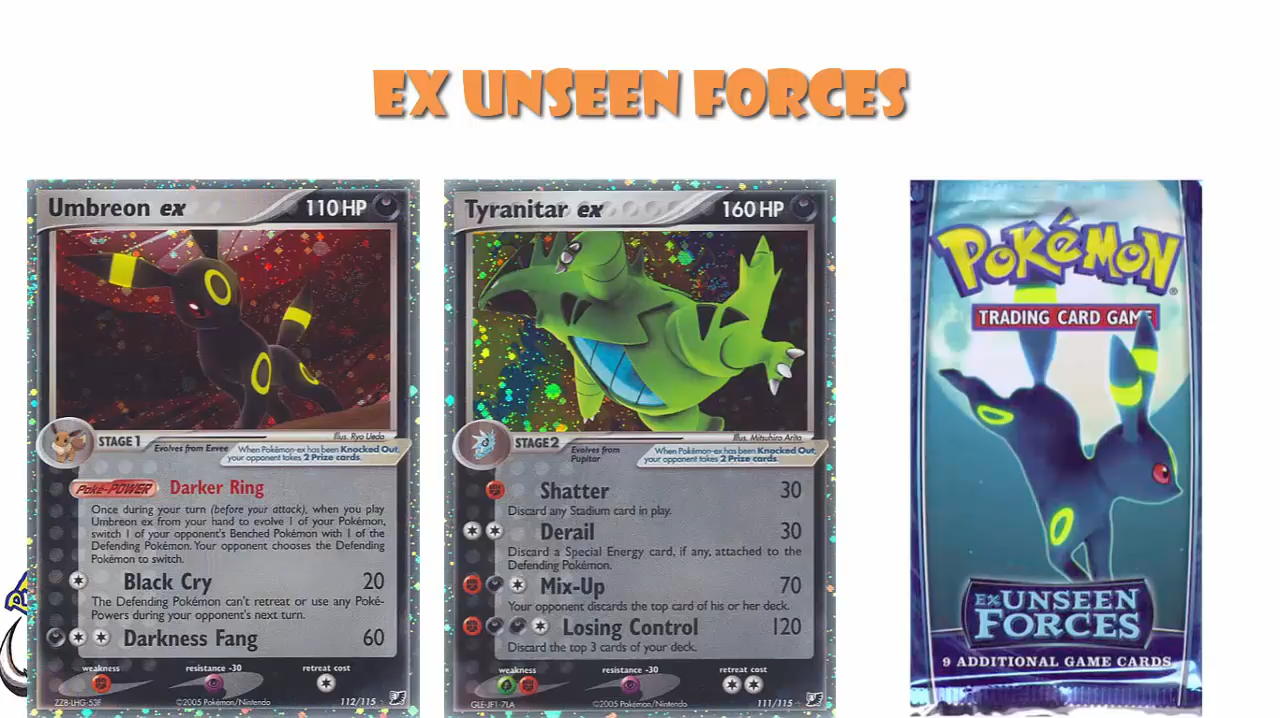 EX UNSEEN FORCES
Umbreon ex 110 HP
Illus. Ryo Ueda
STAGE 1 Evolves from Eevee When Pokémon-ex has been Knocked Out,
your opponent takes 2 Prize cards.
Poké-POWER Darker Ring
Once during your turn (before your attack), when you play
Umbreon ex from your hand to evolve 1 of your Pokémon,
switch 1 of your opponent's Benched Pokémon with 1 of the
Defending Pokémon. Your opponent chooses the Defending
Pokémon to switch.
Black Cry 20
The Defending Pokémon can't retreat or use any Poké-
Powers during your opponent's next turn.
Darkness Fang 60
weakness resistance -30 retreat cost
©2005 Pokémon/Nintendo 112/115
Tyranitar ex 160 HP
Illus. Mitsuhiro Arita
STAGE 2 Evolves from
Pupitar
When Pokémon-ex has been Knocked Out,
your opponent takes 2 Prize cards.
Shatter 30
Discard any Stadium card in play.
Derail 30
Discard a Special Energy card, if any, attached to the
Defending Pokémon.
Mix-Up 70
Your opponent discards the top card of his or her deck.
Losing Control 120
Discard the top 3 cards of your deck.
weakness resistance -30 retreat cost
©2005 Pokémon/Nintendo 111/115
POKéMON
TRADING CARD GAME
EX UNSEEN
FORCES
9 ADDITIONAL GAME CARDS